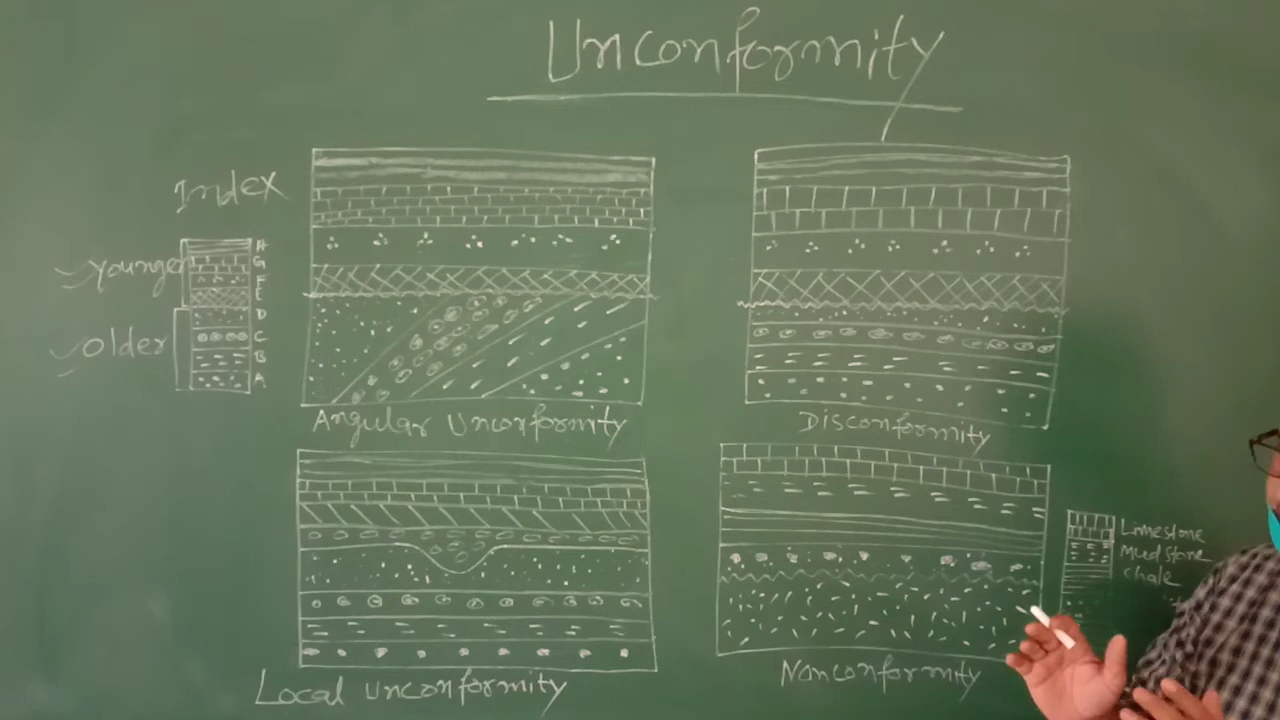 Unconformity
Index
younger
older
H
G
F
E
D
C
B
A
Angular Unconformity
Disconformity
Local unconformity
Nonconformity
Limestone
Mudstone
Shale